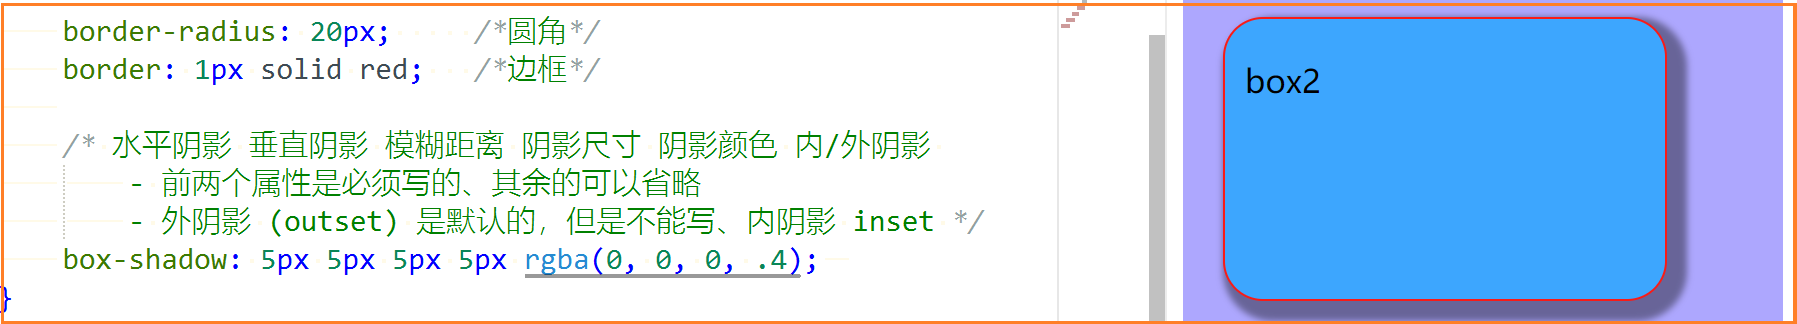 border-radius: 20px; /*圆角*/
border: 1px solid red; /*边框*/
/* 水平阴影 垂直阴影 模糊距离 阴影尺寸 阴影颜色 内/外阴影
- 前两个属性是必须写的、其余的可以省略
- 外阴影 (outset) 是默认的，但是不能写、内阴影 inset */
box-shadow: 5px 5px 5px 5px rgba(0, 0, 0, .4);
}
box2